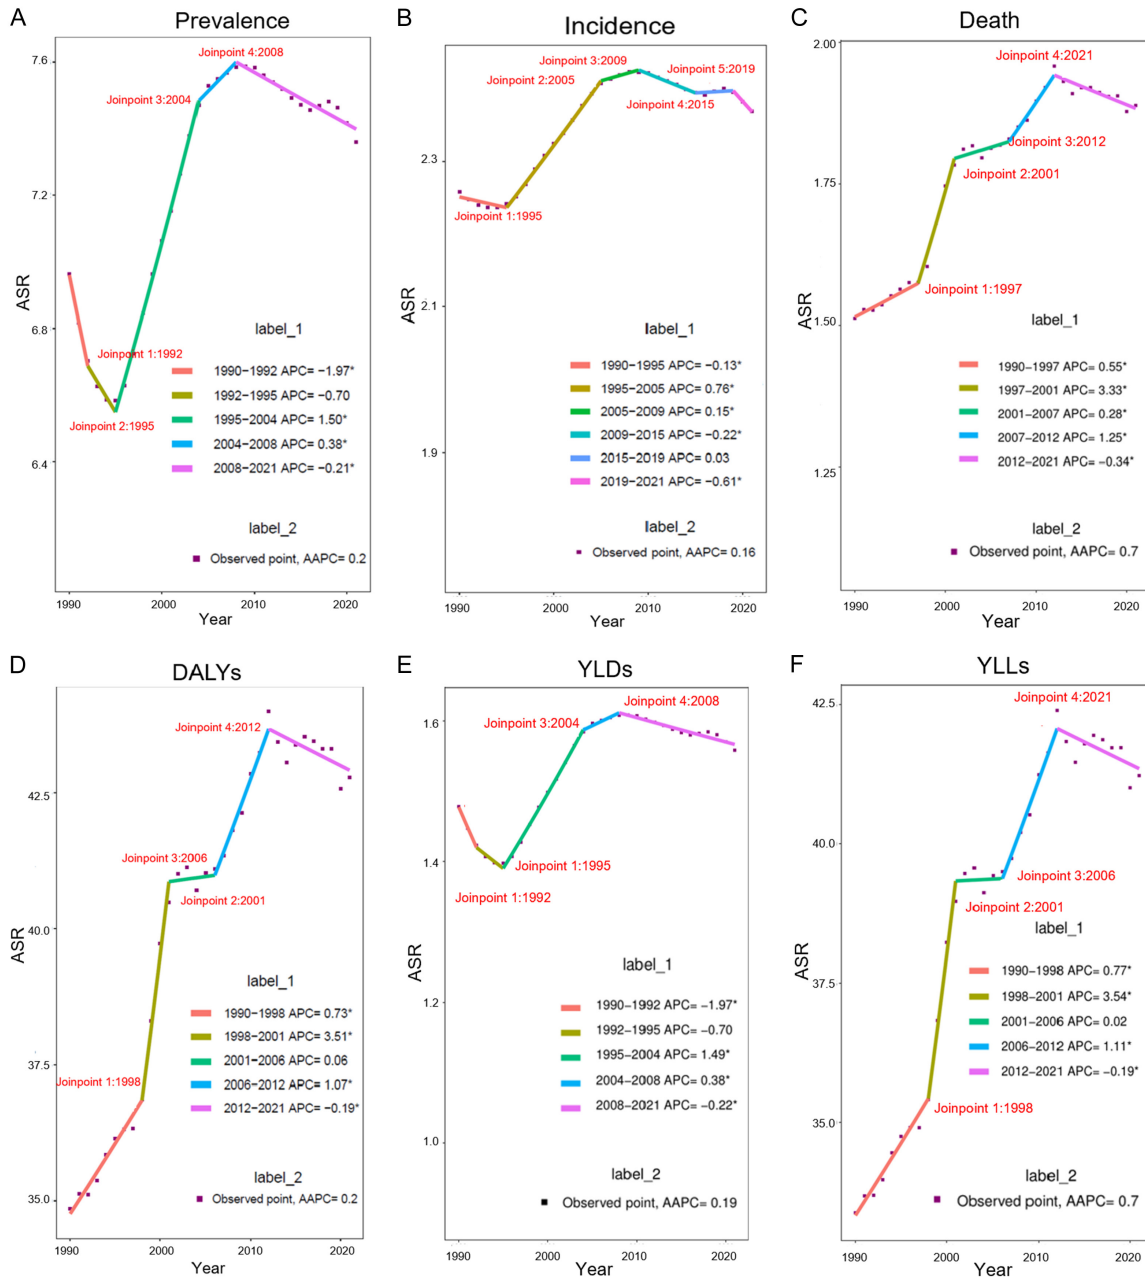 A
Prevalence
7.6
7.2
6.8
6.4
ASR
Joinpoint 4:2008
Joinpoint 3:2004
Joinpoint 1:1992
Joinpoint 2:1995
label_1
1990−1992 APC= −1.97*
1992−1995 APC= −0.70
1995−2004 APC= 1.50*
2004−2008 APC= 0.38*
2008−2021 APC= −0.21*
label_2
Observed point, AAPC= 0.2
1990
2000
2010
2020
Year
B
Incidence
2.3
2.1
1.9
ASR
Joinpoint 3:2009
Joinpoint 2:2005
Joinpoint 5:2019
Joinpoint 4:2015
Joinpoint 1:1995
label_1
1990−1995 APC= −0.13*
1995−2005 APC= 0.76*
2005−2009 APC= 0.15*
2009−2015 APC= −0.22*
2015−2019 APC= 0.03
2019−2021 APC= −0.61*
label_2
Observed point, AAPC= 0.16
1990
2000
2010
2020
Year
C
Death
2.00
1.75
1.50
1.25
ASR
Joinpoint 4:2021
Joinpoint 3:2012
Joinpoint 2:2001
Joinpoint 1:1997
label_1
1990−1997 APC= 0.55*
1997−2001 APC= 3.33*
2001−2007 APC= 0.28*
2007−2012 APC= 1.25*
2012−2021 APC= −0.34*
label_2
Observed point, AAPC= 0.7
1990
2000
2010
2020
Year
D
DALYs
42.5
40.0
37.5
35.0
ASR
Joinpoint 4:2012
Joinpoint 3:2006
Joinpoint 2:2001
Joinpoint 1:1998
label_1
1990−1998 APC= 0.73*
1998−2001 APC= 3.51*
2001−2006 APC= 0.06
2006−2012 APC= 1.07*
2012−2021 APC= −0.19*
label_2
Observed point, AAPC= 0.2
1990
2000
2010
2020
Year
E
YLDs
1.6
1.4
1.2
1.0
ASR
Joinpoint 4:2008
Joinpoint 3:2004
Joinpoint 1:1995
Joinpoint 1:1992
label_1
1990−1992 APC= −1.97*
1992−1995 APC= −0.70
1995−2004 APC= 1.49*
2004−2008 APC= 0.38*
2008−2021 APC= −0.22*
label_2
Observed point, AAPC= 0.19
1990
2000
2010
2020
Year
F
YLLs
42.5
40.0
37.5
35.0
ASR
Joinpoint 4:2021
Joinpoint 3:2006
Joinpoint 2:2001
label_1
1990−1998 APC= 0.77*
1998−2001 APC= 3.54*
2001−2006 APC= 0.02
2006−2012 APC= 1.11*
2012−2021 APC= −0.19*
Joinpoint 1:1998
label_2
Observed point, AAPC= 0.7
1990
2000
2010
2020
Year